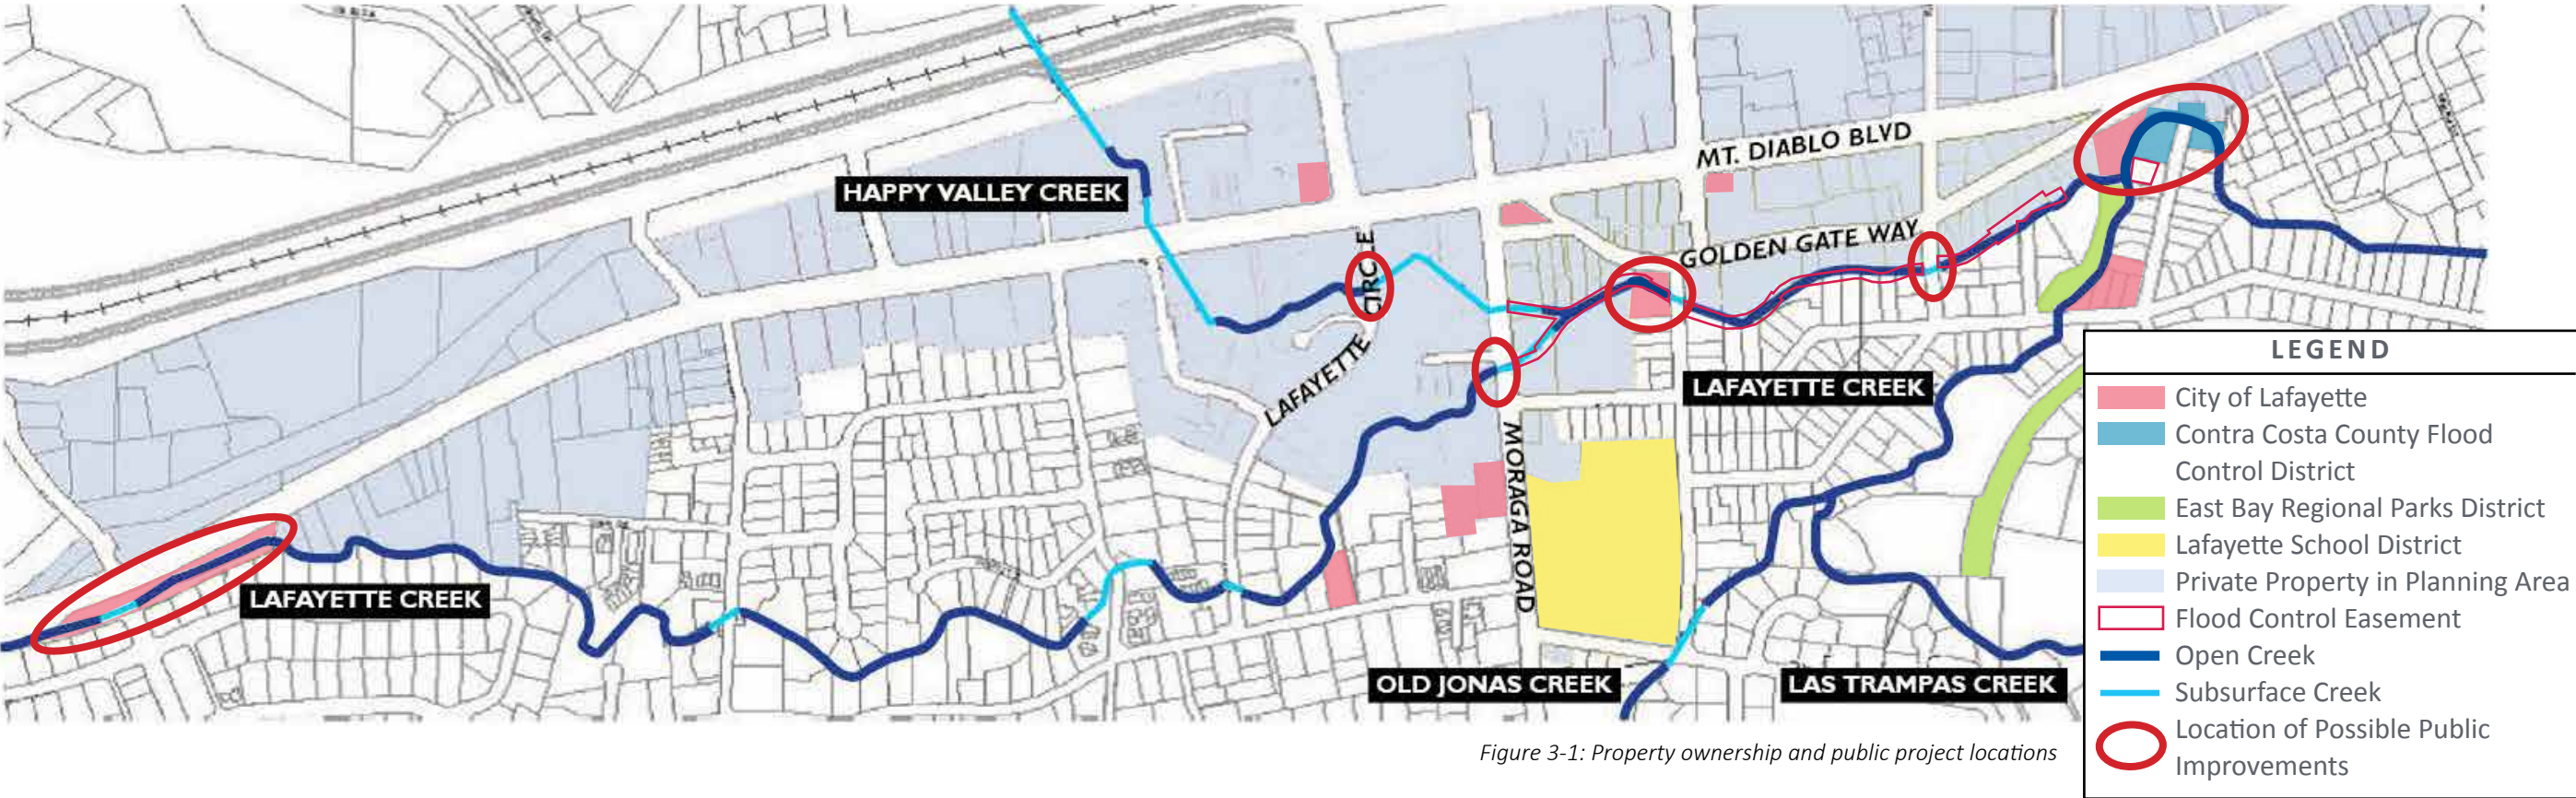 MT. DIABLO BLVD
HAPPY VALLEY CREEK
LAFAYETTE CIRCLE
GOLDEN GATE WAY
LAFAYETTE CREEK
MORAGA ROAD
LAFAYETTE CREEK
OLD JONAS CREEK
LAS TRAMPAS CREEK
LEGEND
City of Lafayette
Contra Costa County Flood
Control District
East Bay Regional Parks District
Lafayette School District
Private Property in Planning Area
Flood Control Easement
Open Creek
Subsurface Creek
Location of Possible Public
Improvements
Figure 3-1: Property ownership and public project locations